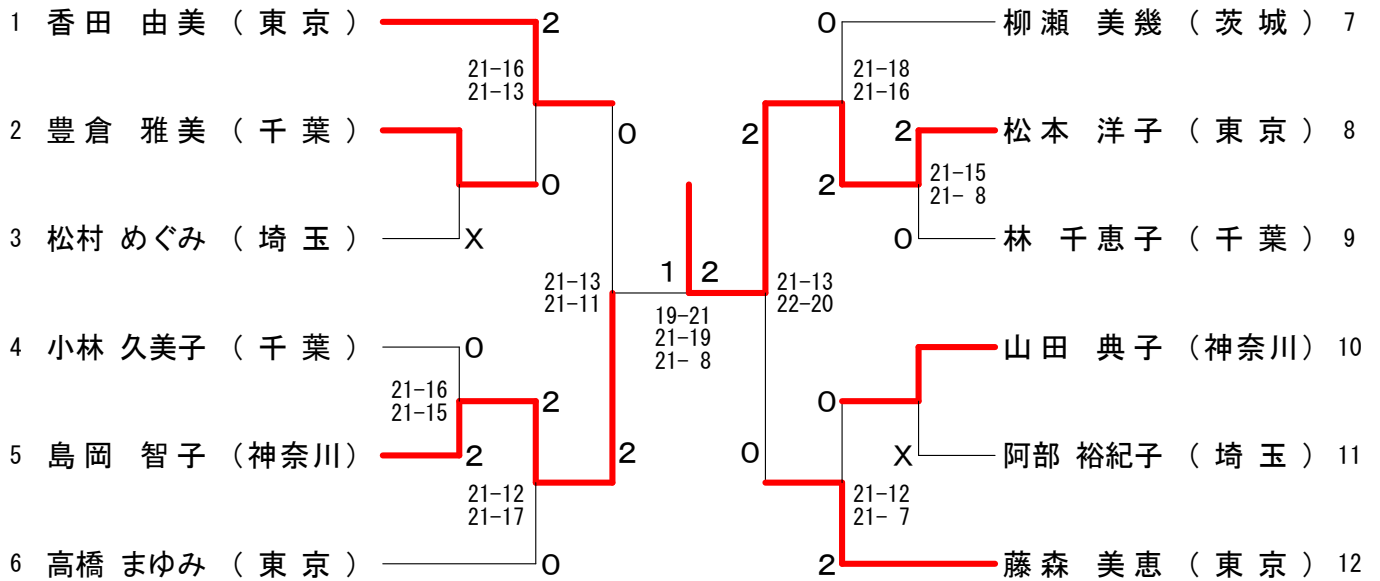 1 香田 由美 ( 東 京 ) 2
0 柳瀬 美幾 ( 茨 城 ) 7
21-16
21-13
21-18
21-16
2 豊倉 雅美 ( 千 葉 ) 0
2 2 松本 洋子 ( 東 京 ) 8
0
2
21-15
21- 8
3 松村 めぐみ ( 埼 玉 ) X
0 林 千恵子 ( 千 葉 ) 9
21-13
21-11
1 2
21-13
22-20
19-21
21-19
21- 8
4 小林 久美子 ( 千 葉 ) 0
山田 典子 (神奈川) 10
21-16
21-15
2
0
5 島岡 智子 (神奈川) 2 2
0 X 阿部 裕紀子 ( 埼 玉 ) 11
21-12
21-17
21-12
21- 7
6 高橋 まゆみ ( 東 京 ) 0
2 藤森 美恵 ( 東 京 ) 12